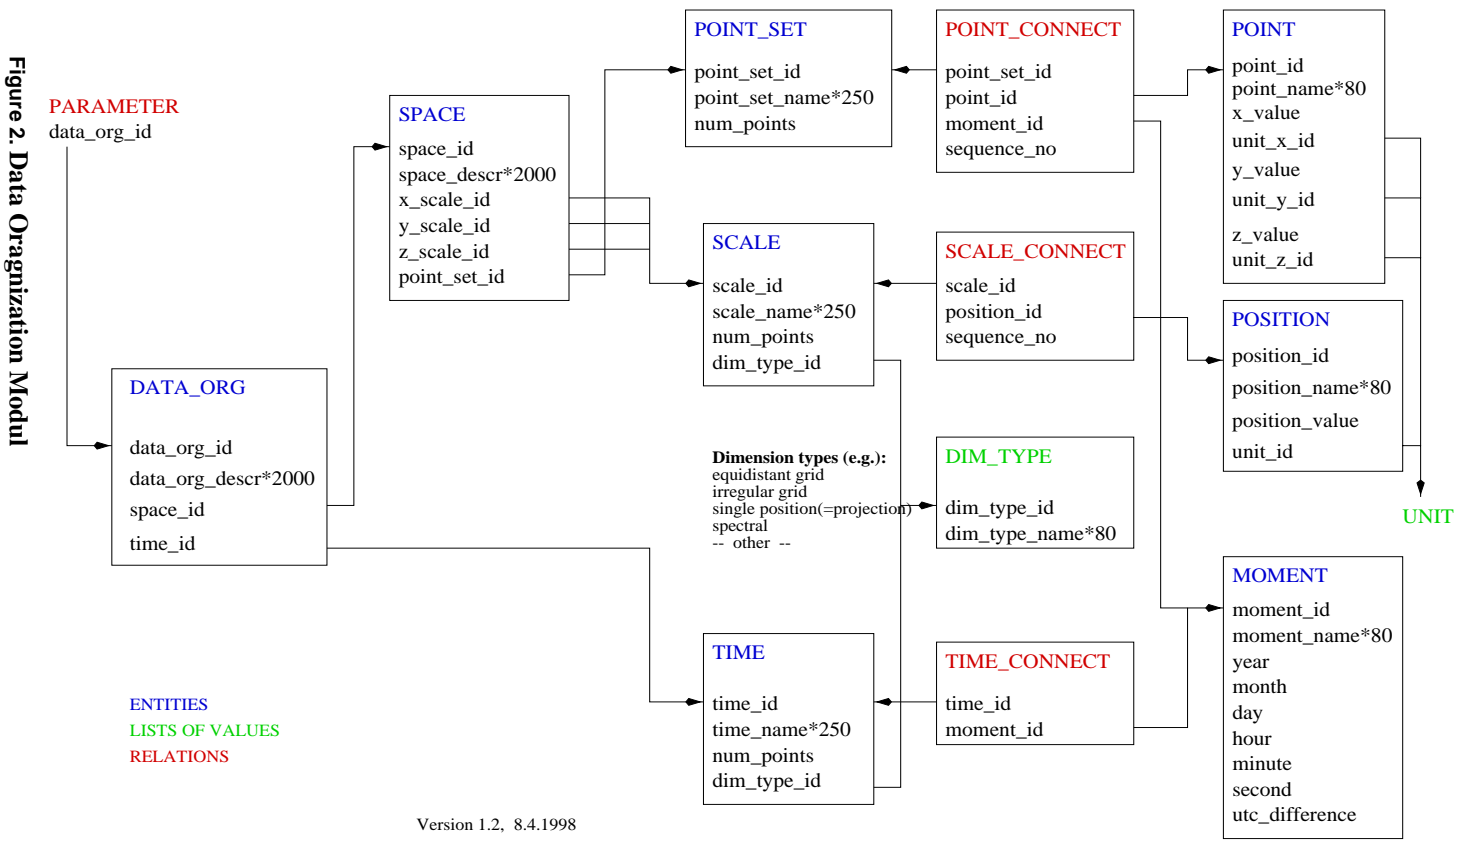 Figure 2. Data Oragnization Modul
PARAMETER
data_org_id
DATA_ORG
data_org_id
data_org_descr*2000
space_id
time_id
SPACE
space_id
space_descr*2000
x_scale_id
y_scale_id
z_scale_id
point_set_id
POINT_SET
point_set_id
point_set_name*250
num_points
SCALE
scale_id
scale_name*250
num_points
dim_type_id
Dimension types (e.g.):
equidistant grid
irregular grid
single position(=projection)
spectral
-- other --
TIME
time_id
time_name*250
num_points
dim_type_id
POINT_CONNECT
point_set_id
point_id
moment_id
sequence_no
SCALE_CONNECT
scale_id
position_id
sequence_no
DIM_TYPE
dim_type_id
dim_type_name*80
TIME_CONNECT
time_id
moment_id
POINT
point_id
point_name*80
x_value
unit_x_id
y_value
unit_y_id
z_value
unit_z_id
POSITION
position_id
position_name*80
position_value
unit_id
UNIT
MOMENT
moment_id
moment_name*80
year
month
day
hour
minute
second
utc_difference
ENTITIES
LISTS OF VALUES
RELATIONS
Version 1.2, 8.4.1998